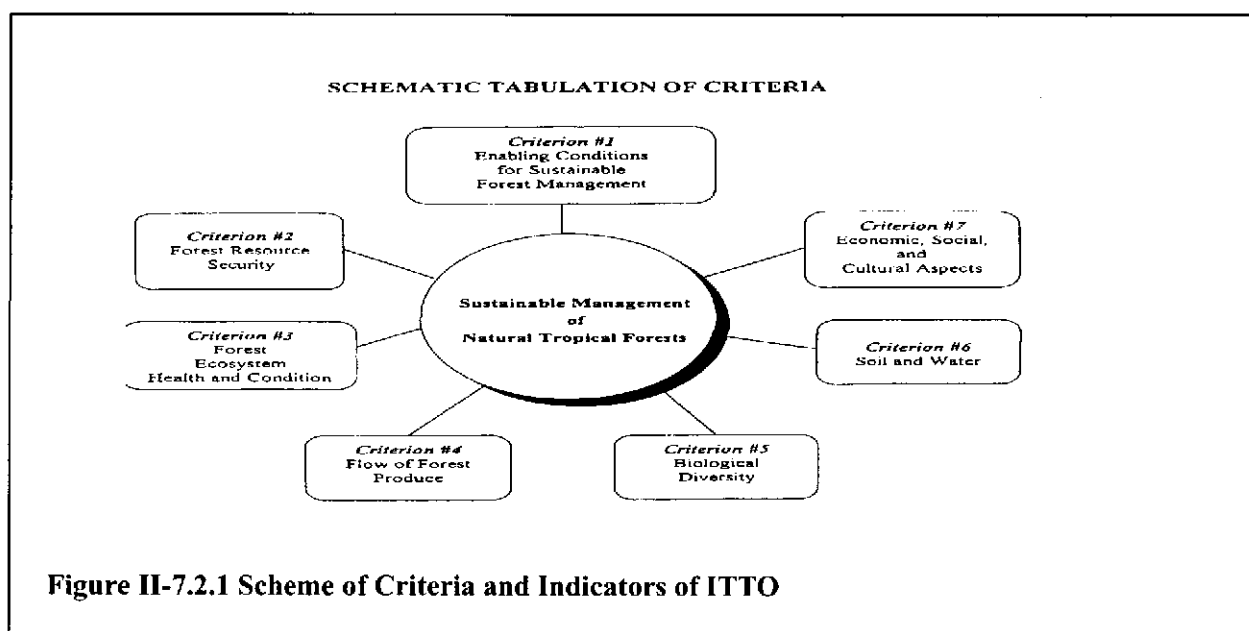 SCHEMATIC TABULATION OF CRITERIA
Criterion #1
Enabling Conditions
for Sustainable
Forest Management
Criterion #2
Forest Resource
Security
Criterion #7
Economic, Social,
and
Cultural Aspects
Sustainable Management
of
Natural Tropical Forests
Criterion #3
Forest
Ecosystem
Health and Condition
Criterion #6
Soil and Water
Criterion #4
Flow of Forest
Produce
Criterion #5
Biological
Diversity
Figure II-7.2.1 Scheme of Criteria and Indicators of ITTO